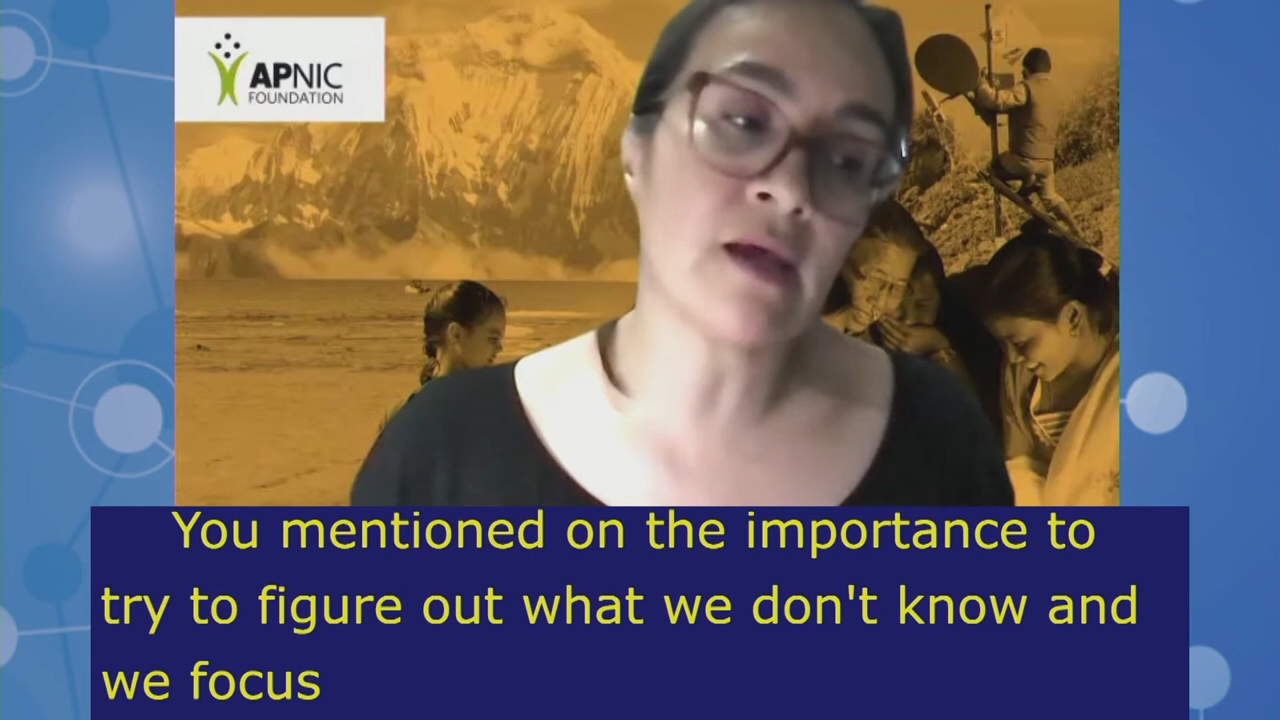 APNIC
FOUNDATION
You mentioned on the importance to
try to figure out what we don't know and
we focus